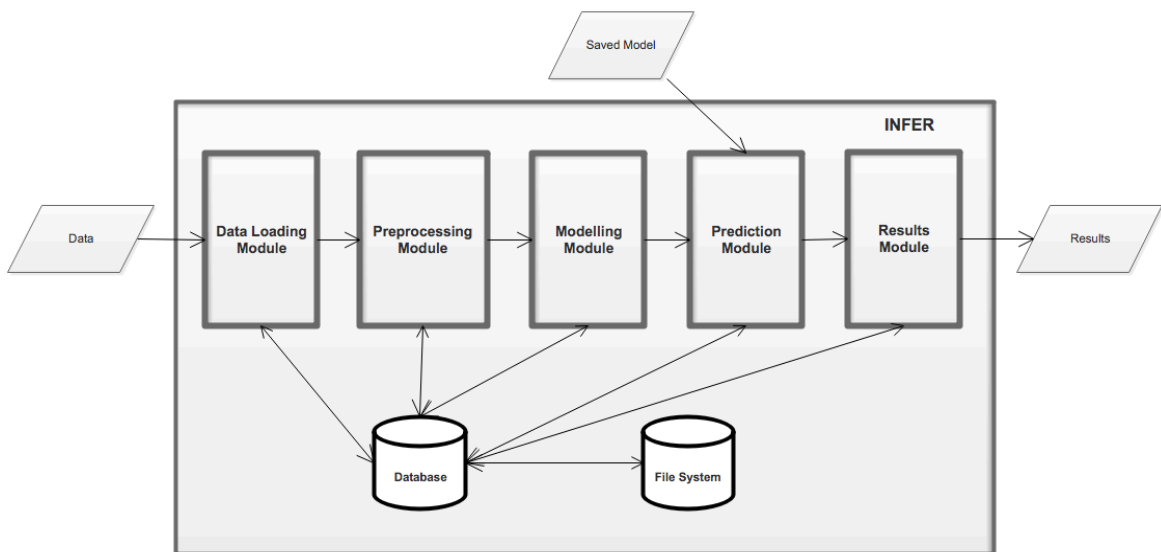 Saved Model
INFER
Data
Data Loading
Module
Preprocessing
Module
Modelling
Module
Prediction
Module
Results
Module
Results
Database
File System